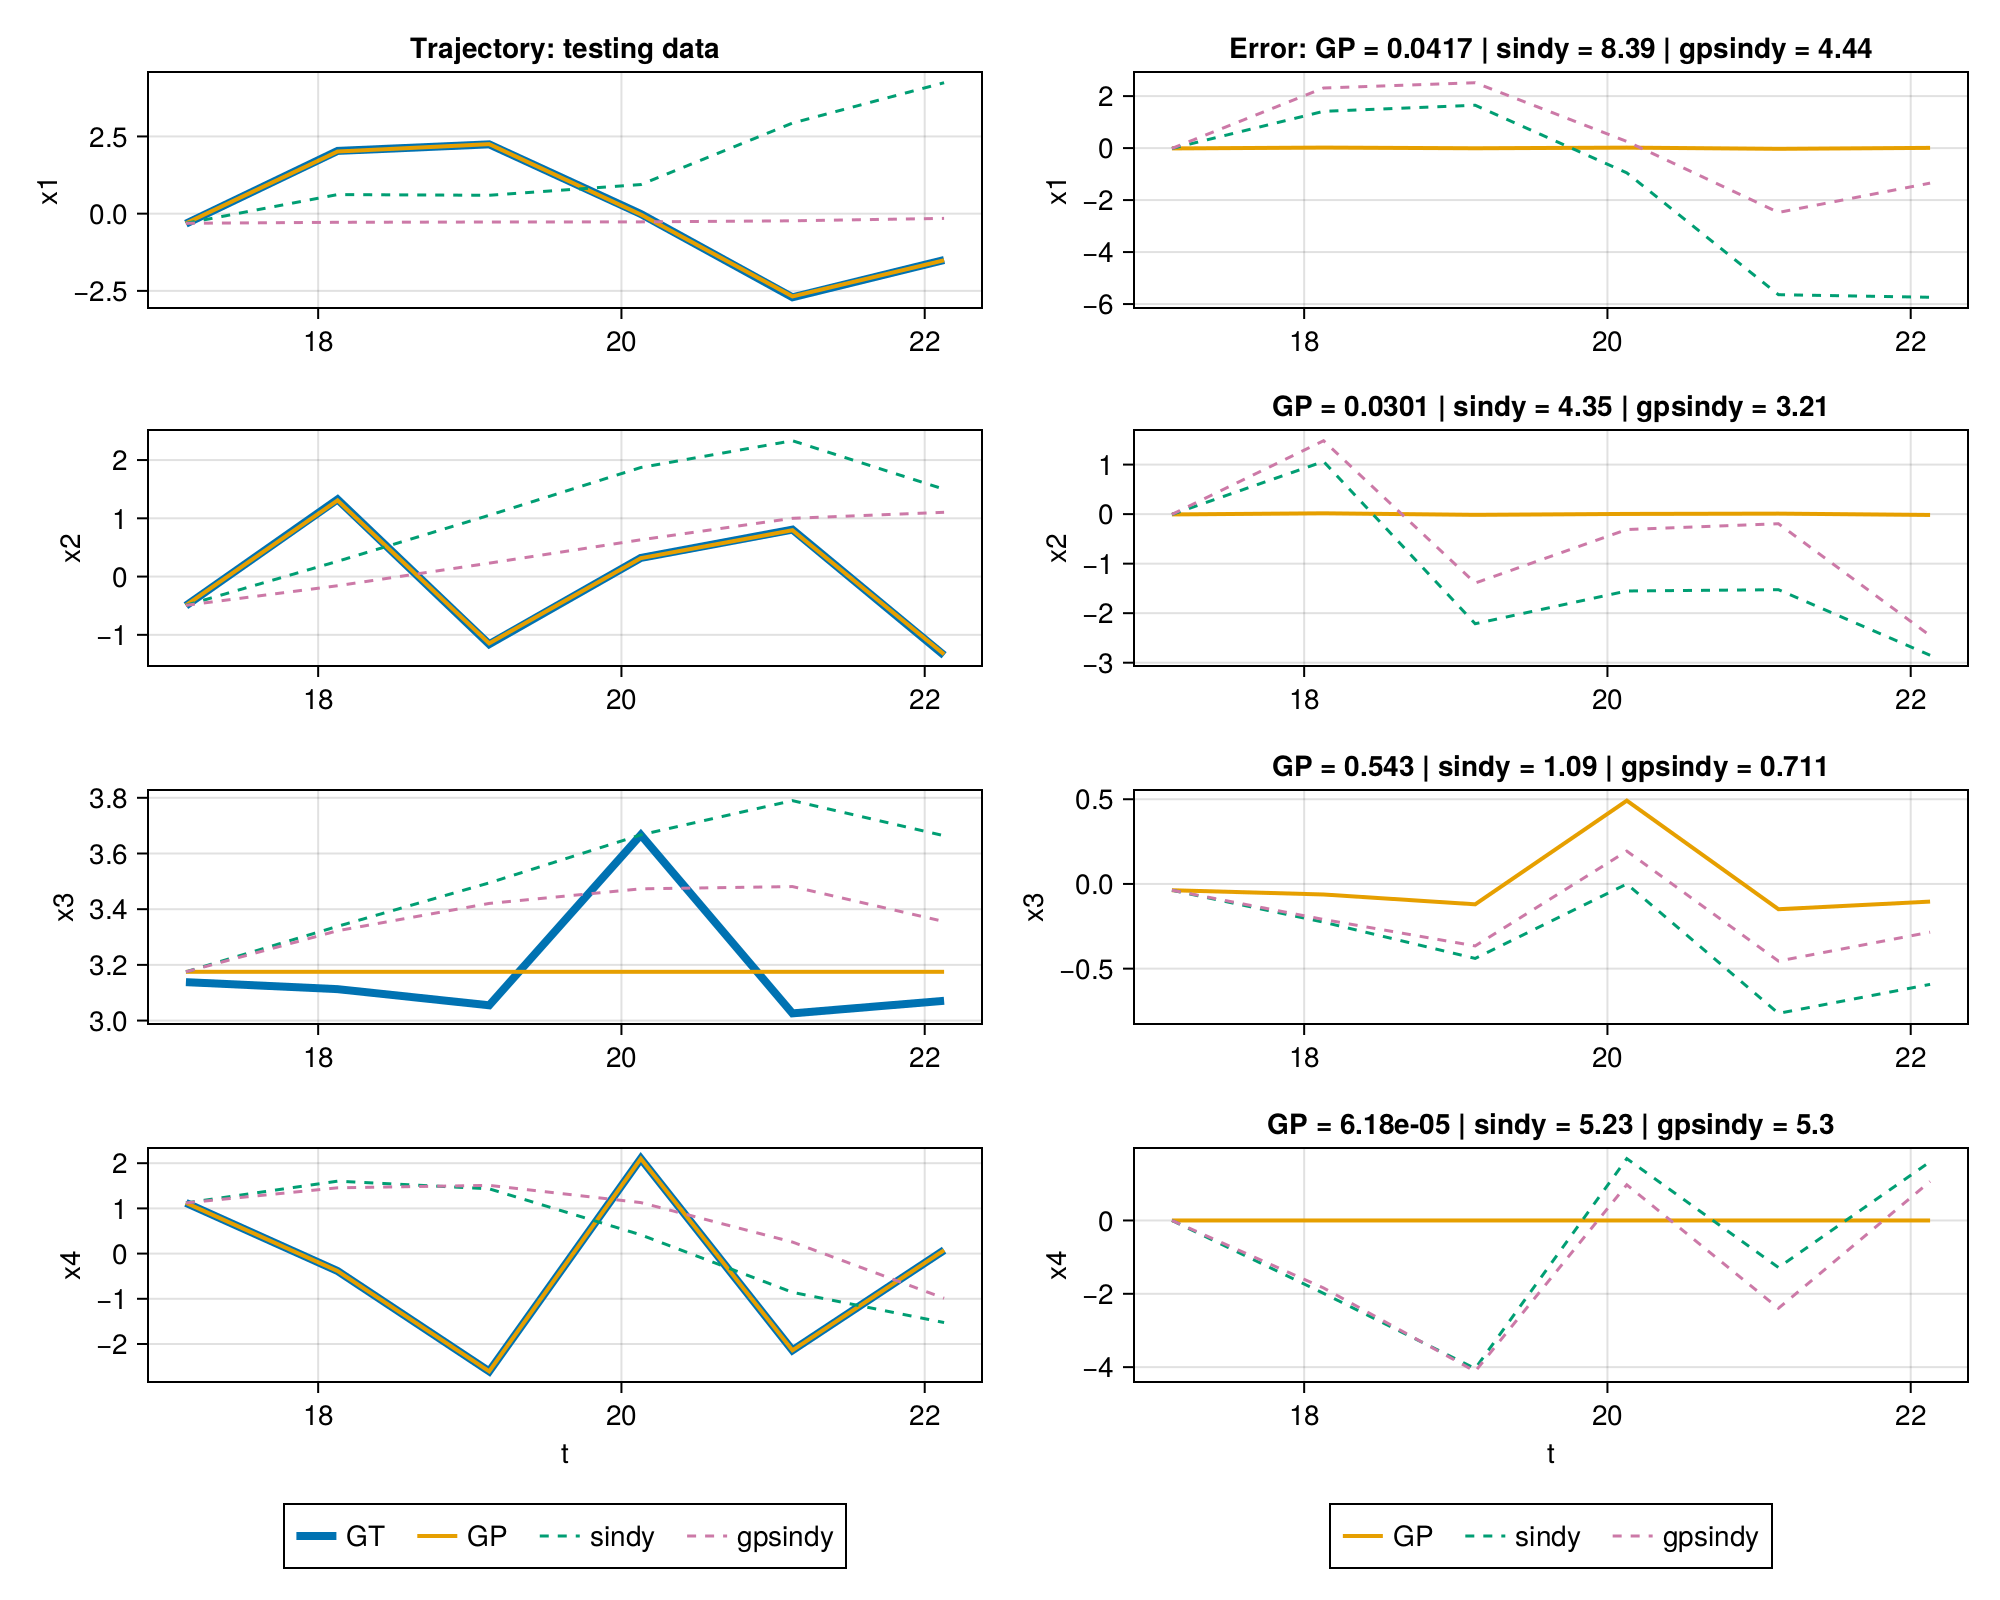 Trajectory: testing data
Error: GP = 0.0417 | sindy = 8.39 | gpsindy = 4.44
x1
2.5
0.0
−2.5
18 20 22
x1
2
0
−2
−4
−6
18 20 22
GP = 0.0301 | sindy = 4.35 | gpsindy = 3.21
x2
2
1
0
−1
18 20 22
x2
1
0
−1
−2
−3
18 20 22
GP = 0.543 | sindy = 1.09 | gpsindy = 0.711
x3
3.8
3.6
3.4
3.2
3.0
18 20 22
x3
0.5
0.0
−0.5
18 20 22
GP = 6.18e-05 | sindy = 5.23 | gpsindy = 5.3
x4
2
1
0
−1
−2
18 20 22
t
x4
0
−2
−4
18 20 22
t
GT GP sindy gpsindy
GP sindy gpsindy